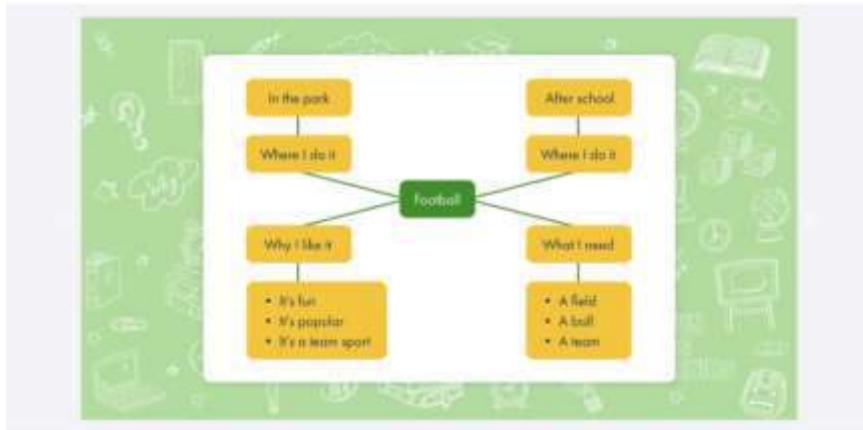 In the park
After school
Where I do it
Where I do it
Football
Why I like it
What I need
• It's fun
• It's popular
• It's a team sport
• A field
• A ball
• A team